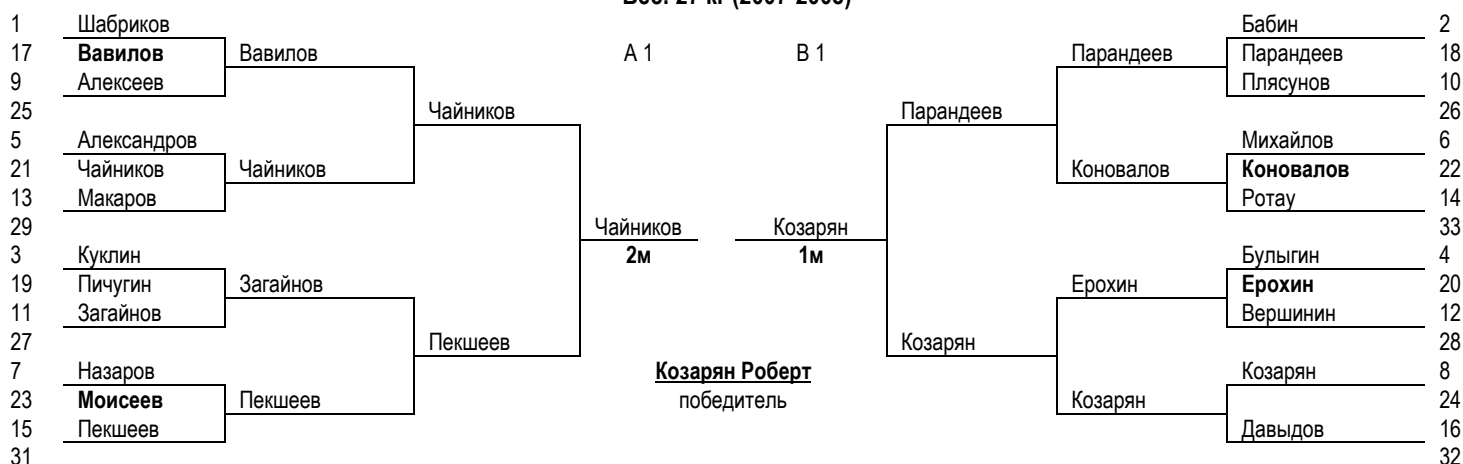 Вес: 27 кг (2007-2008)
1 Шабриков Бабин 2
17 Вавилов Вавилов А 1 В 1 Парандеев Парандеев 18
9 Алексеев Плясунов 10
25 Чайников Парандеев 26
5 Александров Михайлов 6
21 Чайников Чайников Коновалов Коновалов 22
13 Макаров Ротау 14
29 Чайников Козарян 33
3 Куклин 2м 1м Булыгин 4
19 Пичугин Загайнов Ерохин Ерохин 20
11 Загайнов Вершинин 12
27 Пекшеев Козарян 28
7 Назаров Козарян Роберт Козарян 8
23 Моисеев Пекшеев победитель Козарян 24
15 Пекшеев Давыдов 16
31 32